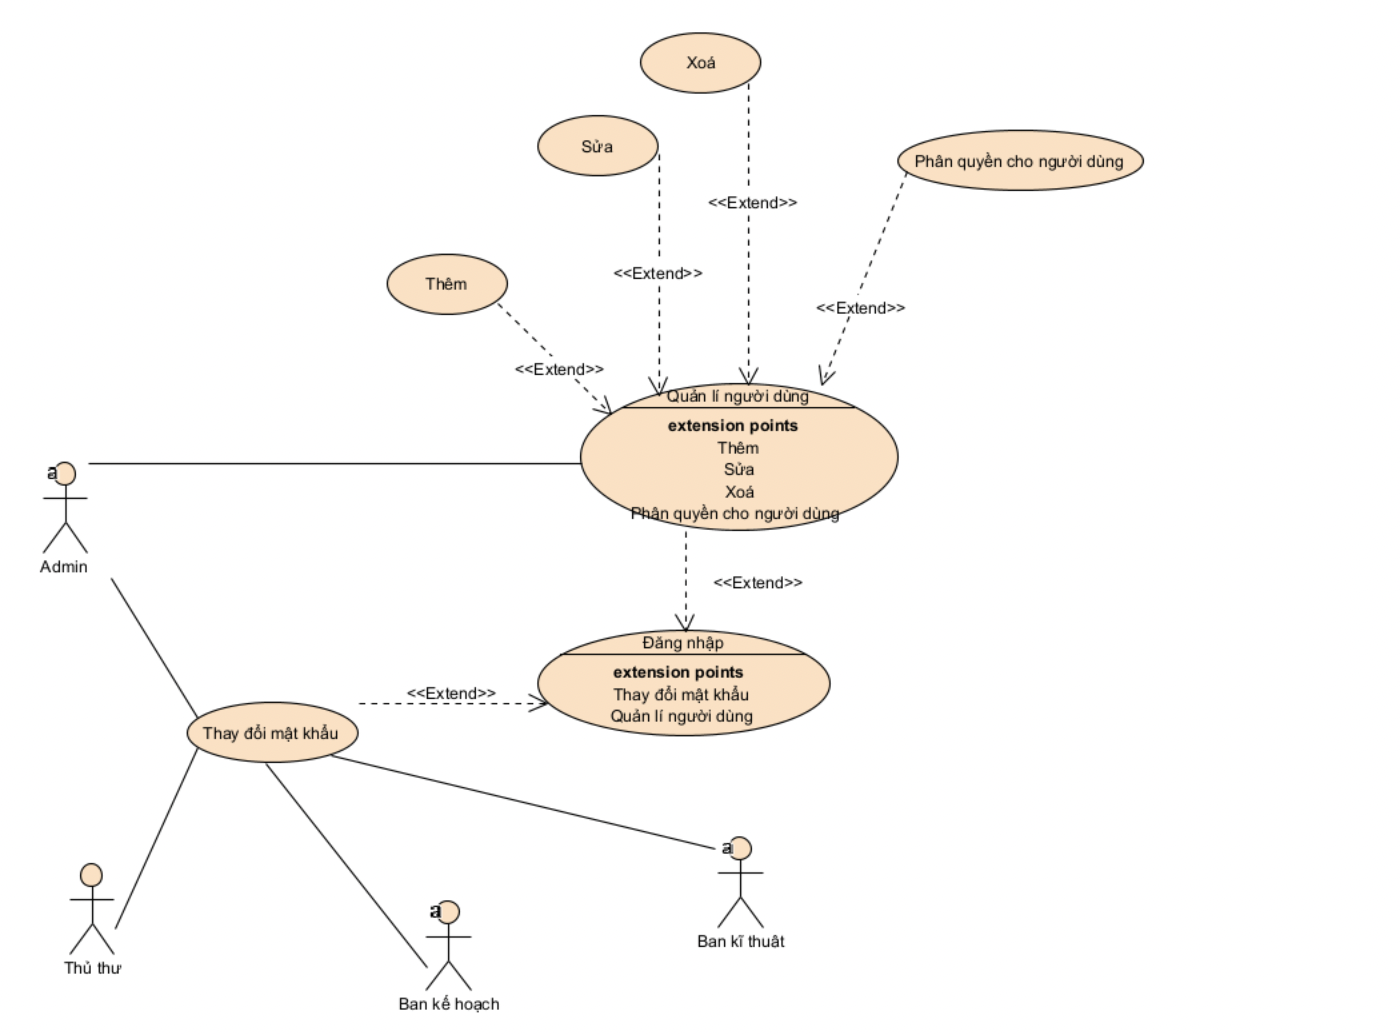 Xoá
Sửa
Phân quyền cho người dùng
<<Extend>>
<<Extend>>
Thêm
<<Extend>>
<<Extend>>
Quản lí người dùng
extension points
Thêm
Sửa
Xoá
Phân quyền cho người dùng
a
Admin
<<Extend>>
Đăng nhập
extension points
Thay đổi mật khẩu
Quản lí người dùng
<<Extend>>
Thay đổi mật khẩu
a
Ban kĩ thuât
Thủ thư
a
Ban kế hoạch